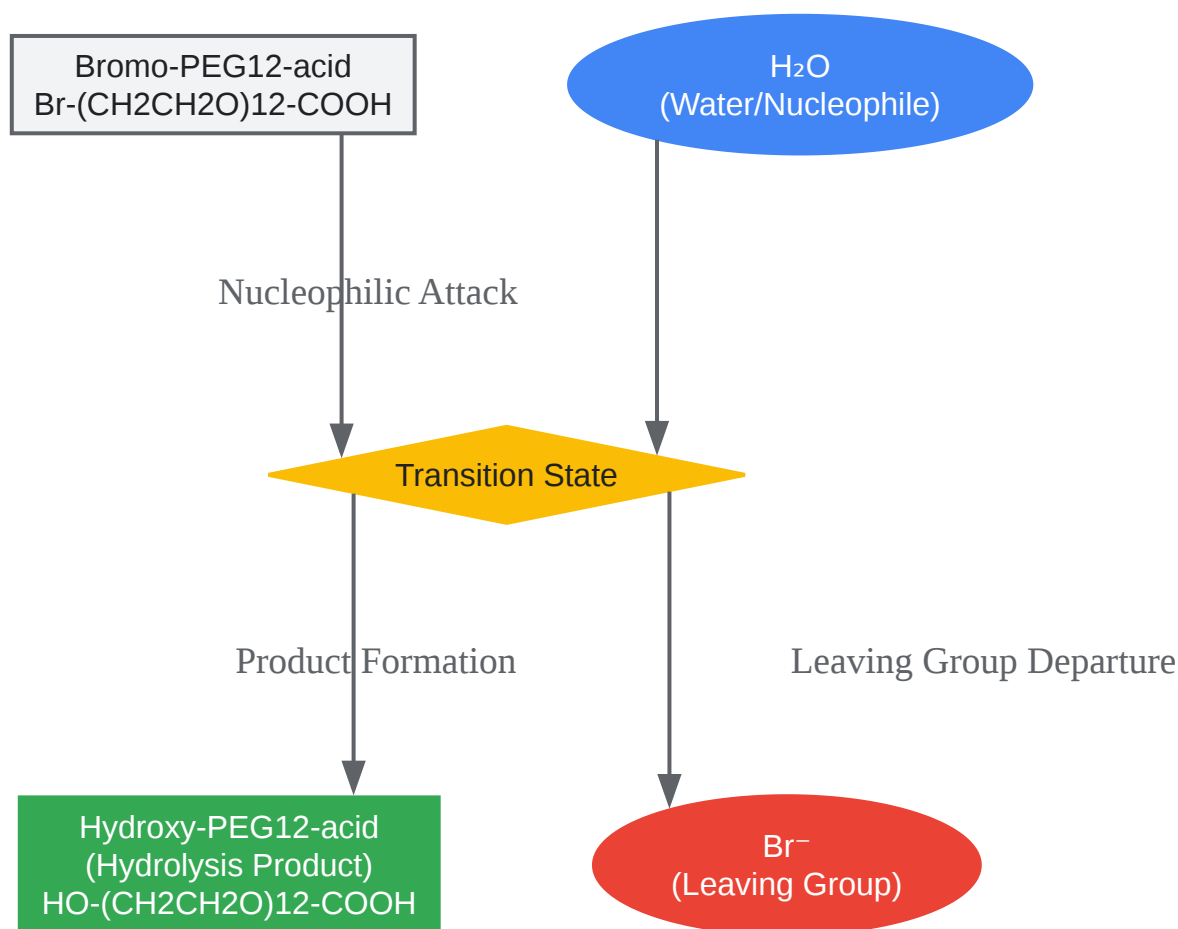 Bromo-PEG12-acid
Br-(CH2CH2O)12-COOH
H₂O
(Water/Nucleophile)
Nucleophilic Attack
Transition State
Product Formation
Leaving Group Departure
Hydroxy-PEG12-acid
(Hydrolysis Product)
HO-(CH2CH2O)12-COOH
Br⁻
(Leaving Group)